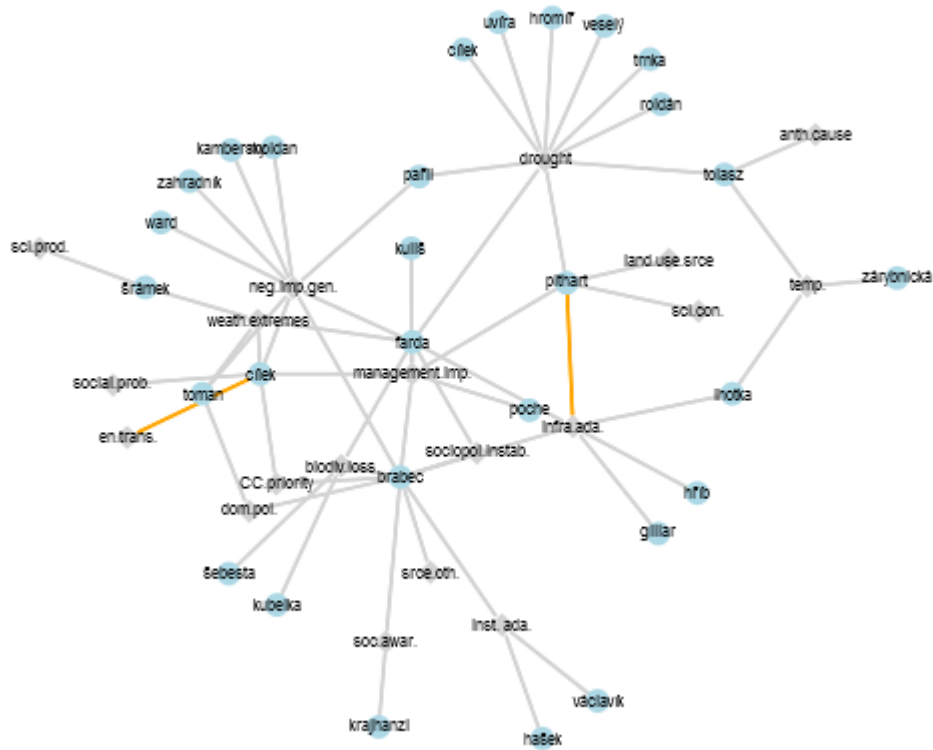 uvíra
hromíř
veselý
cílek
trnka
roldán
anth.cause
drought
kamberský
zahradník
pařil
tolasz
ward
sci.prod.
kuliš
land.use.srce
šrámek
neg.imp.gen.
pithart
temp.
zárybnická
sci.con.
weath.extremes
farda
cílek
management.imp.
social.prob.
toman
lhotka
poche
en.trans.
infra.ada.
sociopol.instab.
biodiv.loss
brabec
CC.priority
hřib
dom.pol.
gillar
šebesta
srce.oth.
kubelka
inst.ada.
soc.awar.
václavík
krajhanzl
hašek